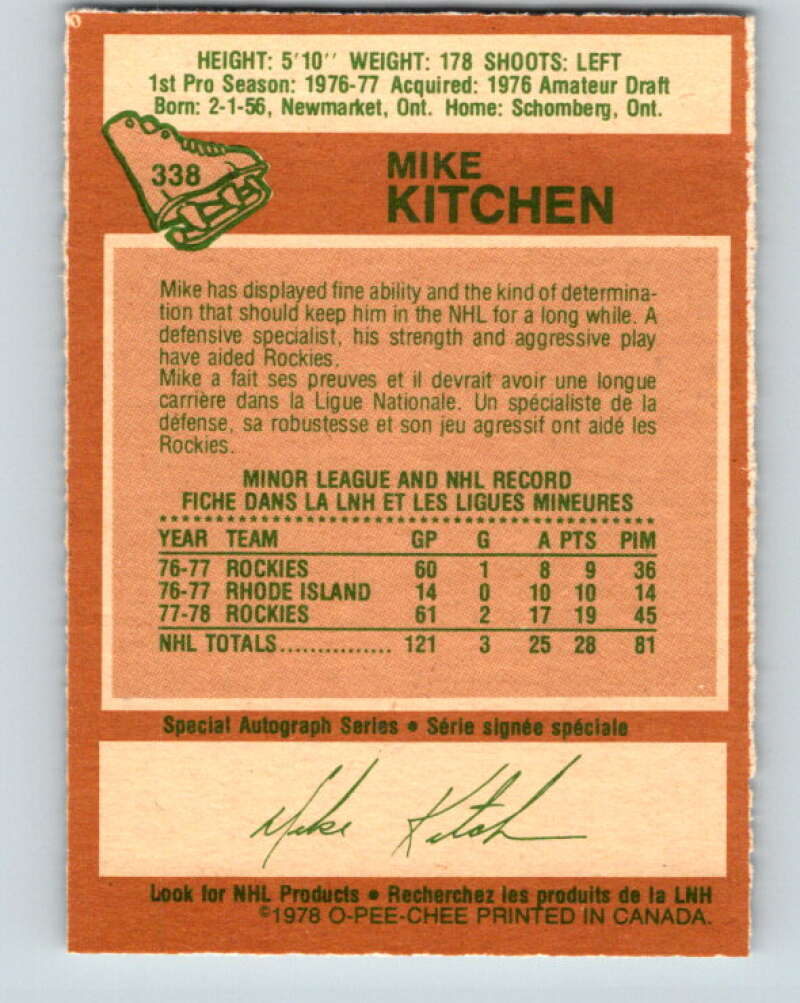 HEIGHT: 5'10'' WEIGHT: 178 SHOOTS: LEFT
1st Pro Season: 1976-77 Acquired: 1976 Amateur Draft
Born: 2-1-56, Newmarket, Ont. Home: Schomberg, Ont.
338
MIKE
KITCHEN
Mike has displayed fine ability and the kind of determina-
tion that should keep him in the NHL for a long while. A
defensive specialist, his strength and aggressive play
have aided Rockies.
Mike a fait ses preuves et il devrait avoir une longue
carrière dans la Ligue Nationale. Un spécialiste de la
défense, sa robustesse et son jeu agressif ont aidé les
Rockies.
MINOR LEAGUE AND NHL RECORD
FICHE DANS LA LNH ET LES LIGUES MINEURES
YEAR TEAM GP G A PTS PIM
76-77 ROCKIES 60 1 8 9 36
76-77 RHODE ISLAND 14 0 10 10 14
77-78 ROCKIES 61 2 17 19 45
NHL TOTALS............... 121 3 25 28 81
Special Autograph Series • Série signée spéciale
Mike Kitch
Look for NHL Products • Recherchez les produits de la LNH
©1978 O-PEE-CHEE PRINTED IN CANADA.